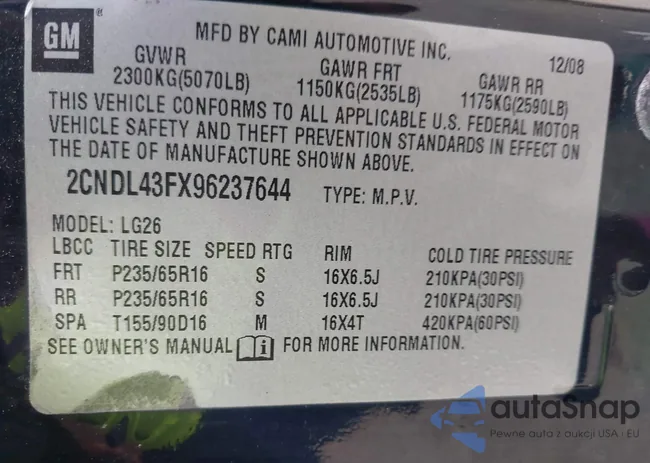 GM ®
MFD BY CAMI AUTOMOTIVE INC.
12/08
GVWR GAWR FRT GAWR RR
2300KG(5070LB) 1150KG(2535LB) 1175KG(2590LB)
THIS VEHICLE CONFORMS TO ALL APPLICABLE U.S. FEDERAL MOTOR
VEHICLE SAFETY AND THEFT PREVENTION STANDARDS IN EFFECT ON
THE DATE OF MANUFACTURE SHOWN ABOVE.
2CNDL43FX96237644 TYPE: M.P.V.
MODEL: LG26
LBCC TIRE SIZE SPEED RTG RIM COLD TIRE PRESSURE
FRT P235/65R16 S 16X6.5J 210KPA(30PSI)
RR P235/65R16 S 16X6.5J 210KPA(30PSI)
SPA T155/90D16 M 16X4T 420KPA(60PSI)
SEE OWNER'S MANUAL i FOR MORE INFORMATION.
autoSnap
Pewne auta z aukcji USA i EU